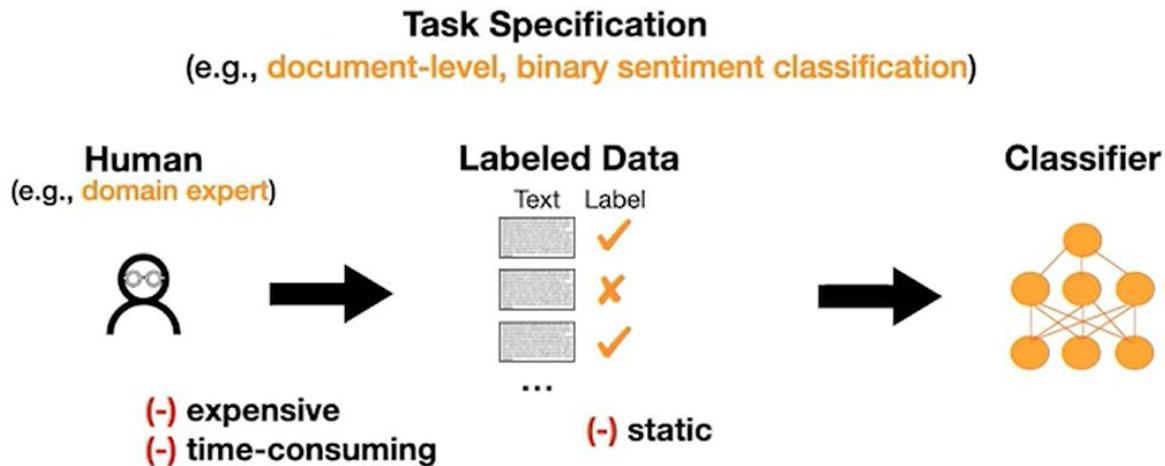 Task Specification
(e.g., document-level, binary sentiment classification)
Human
(e.g., domain expert)
Labeled Data
Text Label
...
Classifier
(-) expensive
(-) time-consuming
(-) static